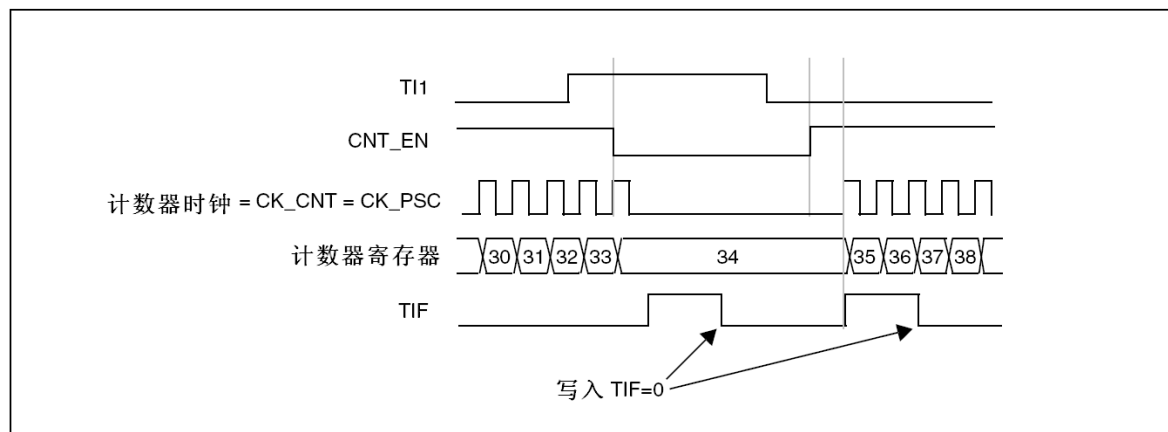 TI1
CNT_EN
计数器时钟 = CK_CNT = CK_PSC
计数器寄存器 30 31 32 33 34 35 36 37 38
TIF
写入 TIF=0